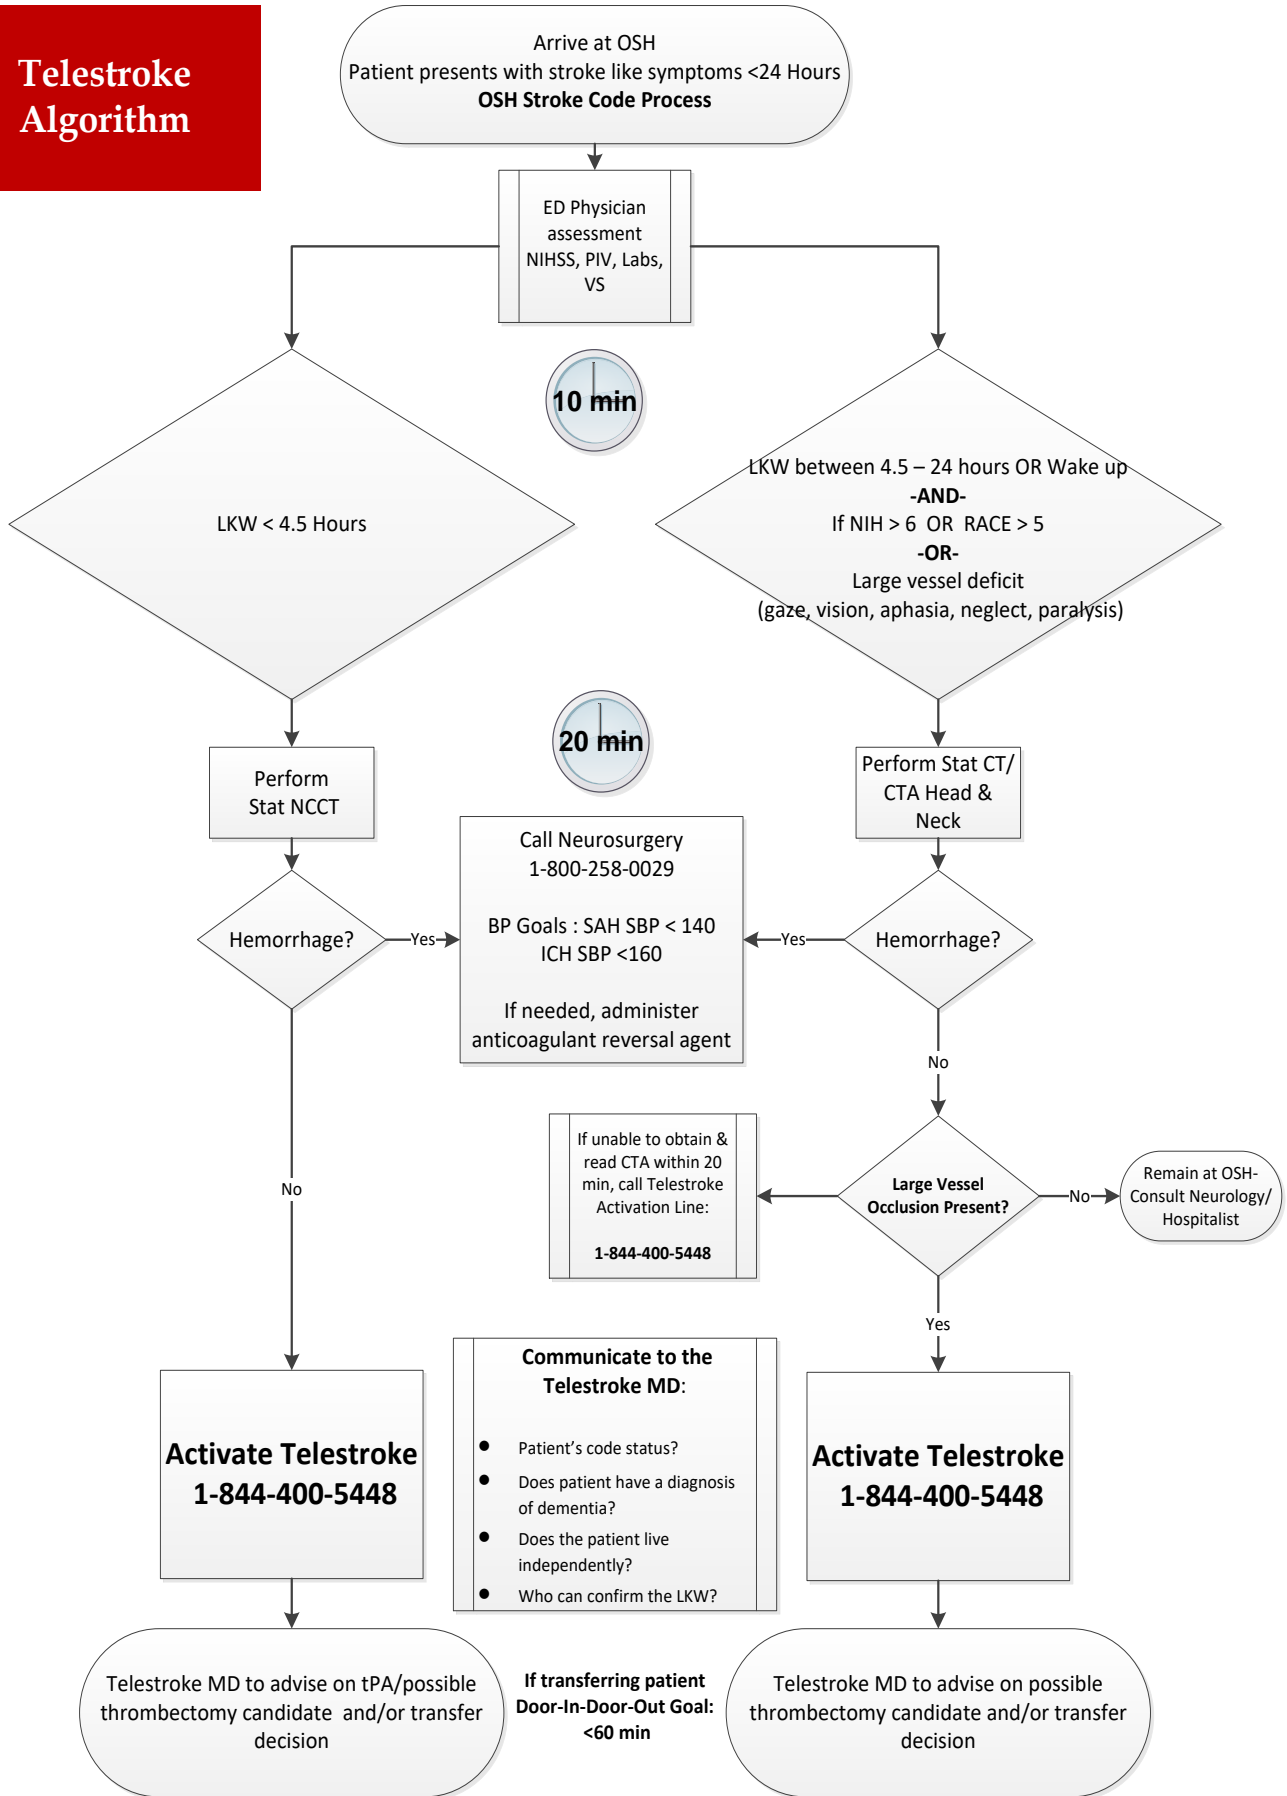 Telestroke
Algorithm
Arrive at OSH
Patient presents with stroke like symptoms <24 Hours
OSH Stroke Code Process
ED Physician
assessment
NIHSS, PIV, Labs,
VS
10 min
LKW < 4.5 Hours
LKW between 4.5 – 24 hours OR Wake up
-AND-
If NIH > 6 OR RACE > 5
-OR-
Large vessel deficit
(gaze, vision, aphasia, neglect, paralysis)
20 min
Perform
Stat NCCT
Perform Stat CT/
CTA Head &
Neck
Call Neurosurgery
1-800-258-0029
BP Goals : SAH SBP < 140
ICH SBP <160
If needed, administer
anticoagulant reversal agent
Hemorrhage?
Yes
Yes
Hemorrhage?
No
No
If unable to obtain &
read CTA within 20
min, call Telestroke
Activation Line:
1-844-400-5448
Large Vessel
Occlusion Present?
No
Remain at OSH-
Consult Neurology/
Hospitalist
Yes
Communicate to the
Telestroke MD:
● Patient's code status?
● Does patient have a diagnosis
of dementia?
● Does the patient live
independently?
● Who can confirm the LKW?
Activate Telestroke
1-844-400-5448
Activate Telestroke
1-844-400-5448
Telestroke MD to advise on tPA/possible
thrombectomy candidate and/or transfer
decision
If transferring patient
Door-In-Door-Out Goal:
<60 min
Telestroke MD to advise on possible
thrombectomy candidate and/or transfer
decision